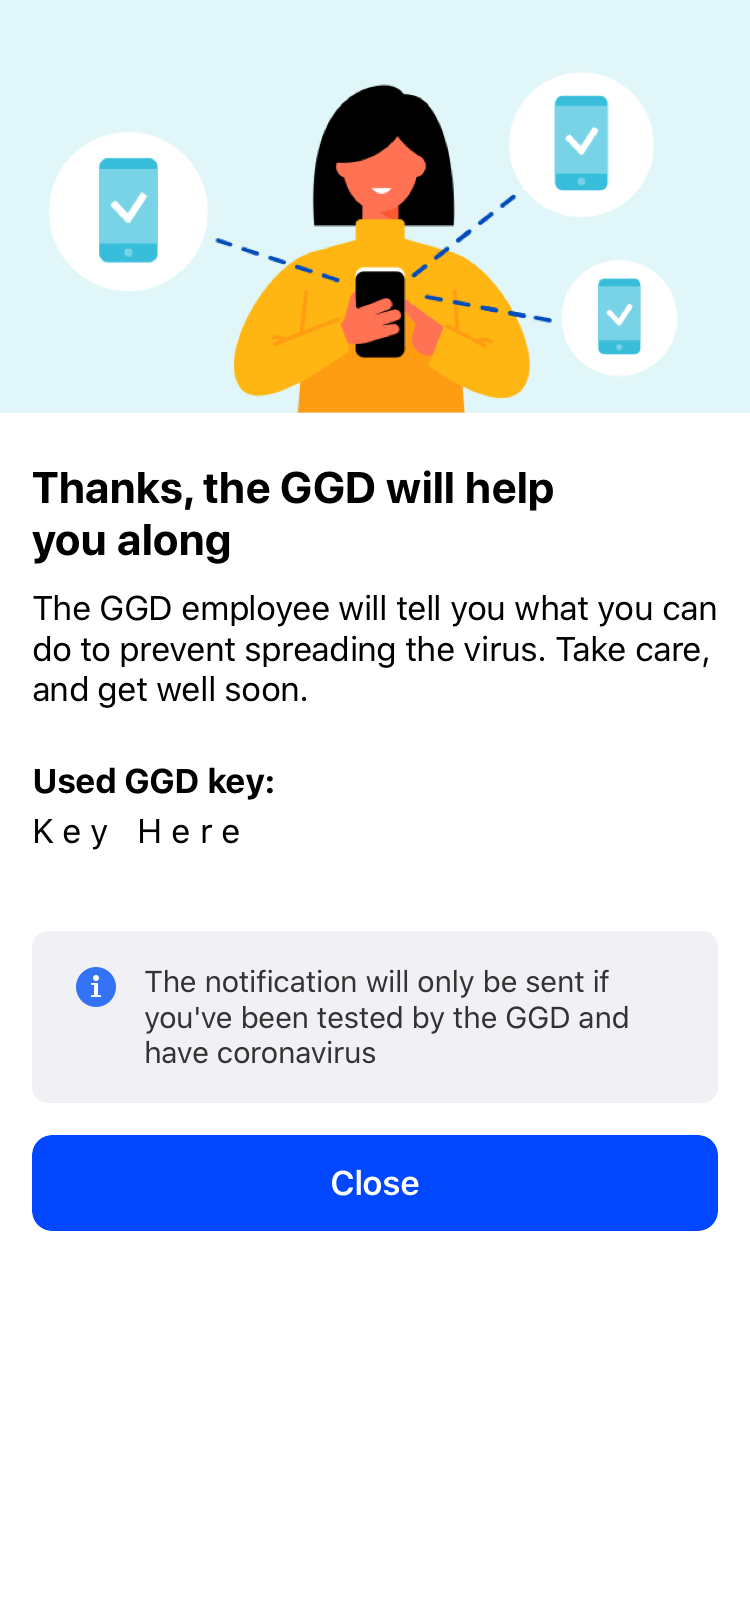 Thanks, the GGD will help
you along
The GGD employee will tell you what you can
do to prevent spreading the virus. Take care,
and get well soon.
Used GGD key:
Key Here
The notification will only be sent if
you've been tested by the GGD and
have coronavirus
Close